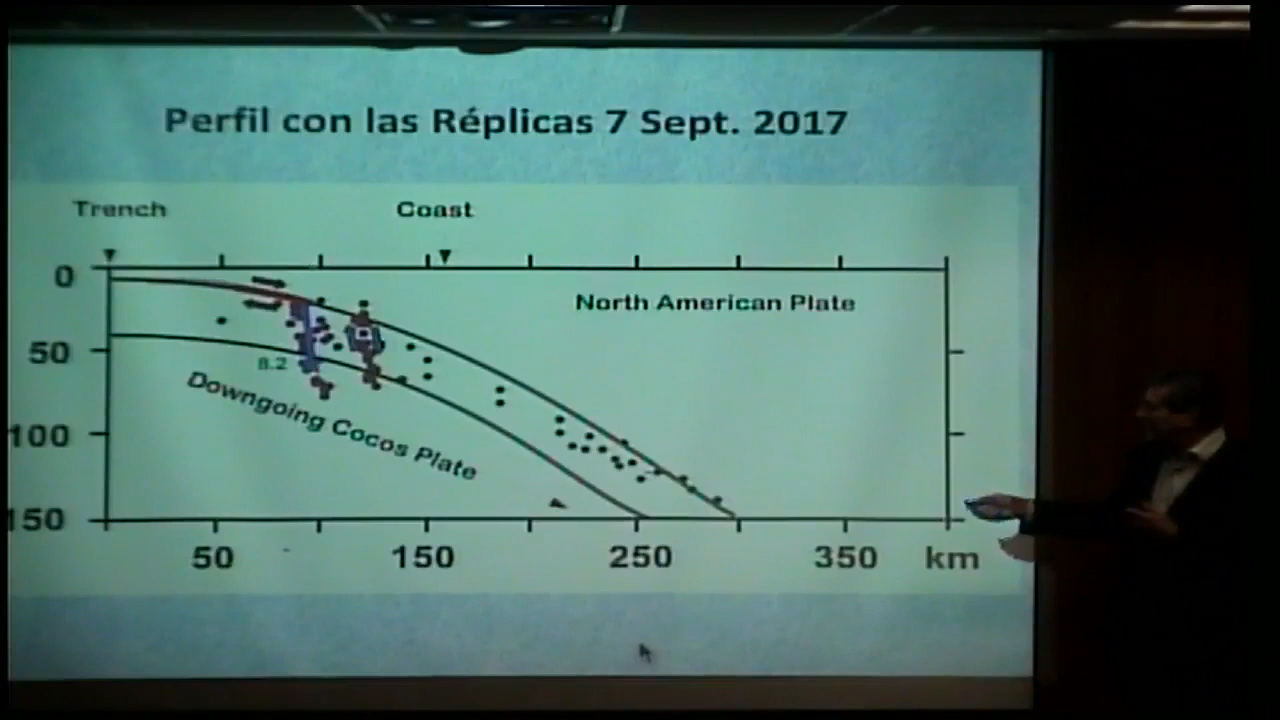 Perfil con las Réplicas 7 Sept. 2017
Trench
Coast
0
North American Plate
50
8.2
Downgoing Cocos Plate
100
150
50
150
250
350
km